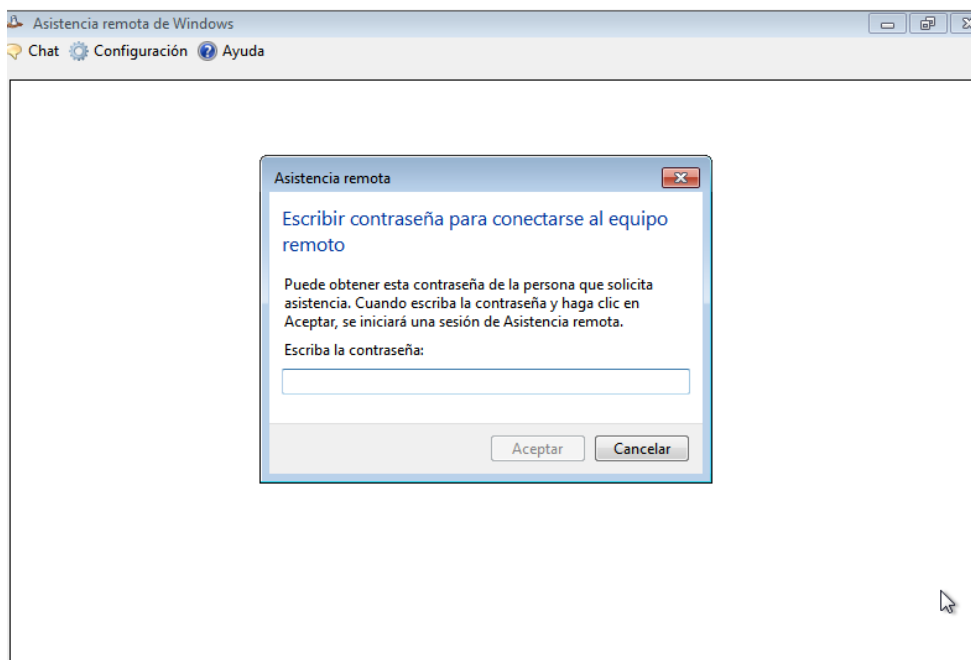 Asistencia remota de Windows
Chat Configuración Ayuda
Asistencia remota
Escribir contraseña para conectarse al equipo
remoto
Puede obtener esta contraseña de la persona que solicita
asistencia. Cuando escriba la contraseña y haga clic en
Aceptar, se iniciará una sesión de Asistencia remota.
Escriba la contraseña:
Aceptar Cancelar